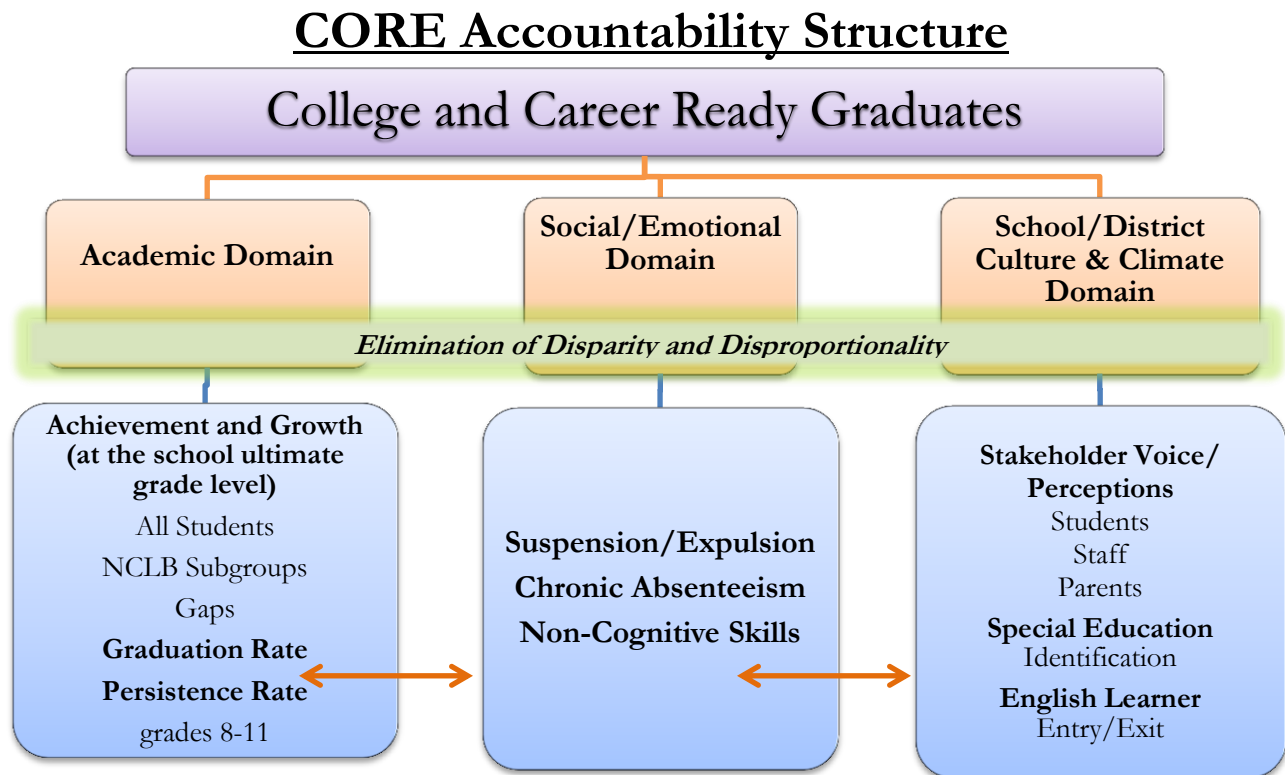 CORE Accountability Structure
College and Career Ready Graduates
Academic Domain
Social/Emotional
Domain
School/District
Culture & Climate
Domain
Elimination of Disparity and Disproportionality
Achievement and Growth
(at the school ultimate
grade level)
All Students
NCLB Subgroups
Gaps
Graduation Rate
Persistence Rate
grades 8-11
Suspension/Expulsion
Chronic Absenteeism
Non-Cognitive Skills
Stakeholder Voice/
Perceptions
Students
Staff
Parents
Special Education
Identification
English Learner
Entry/Exit